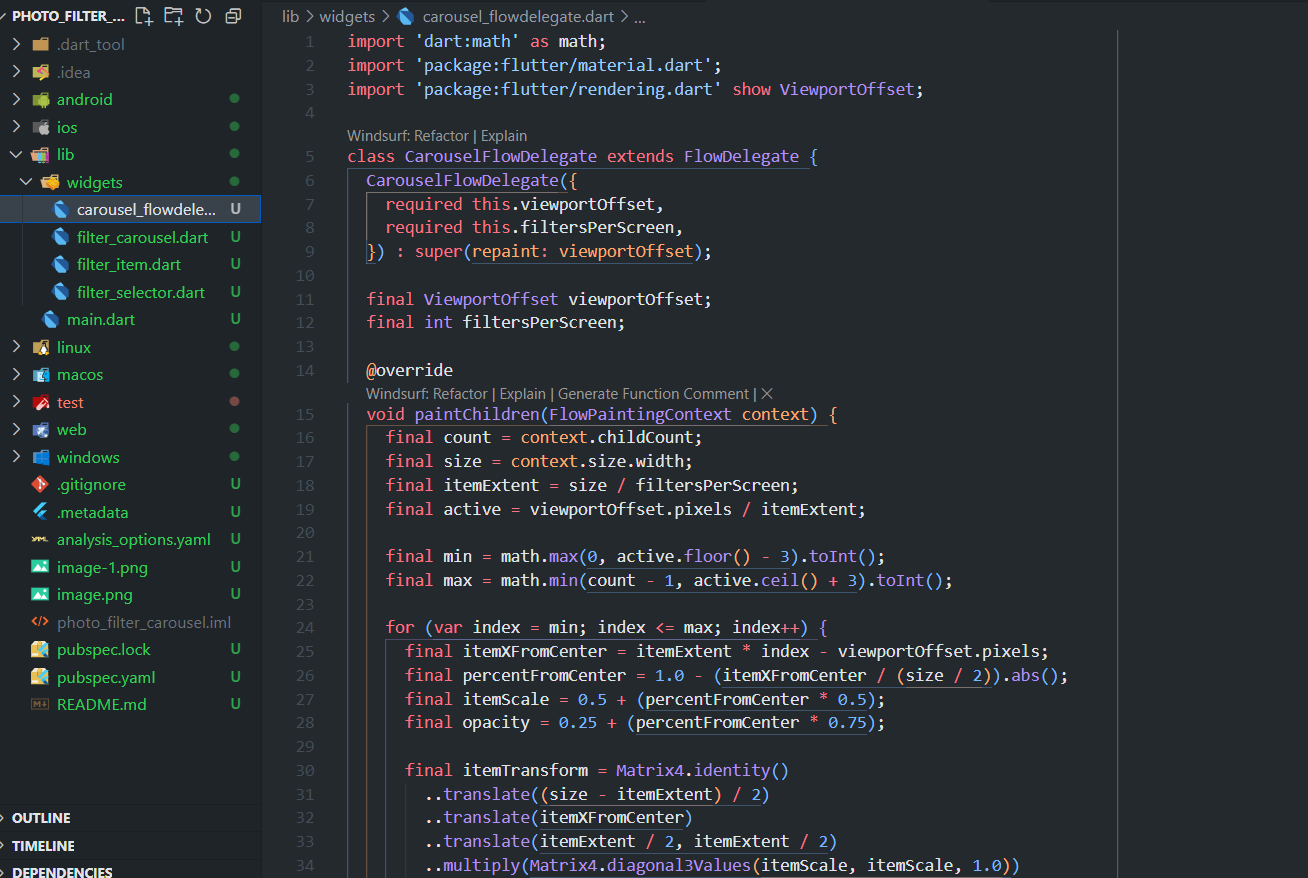 PHOTO_FILTER_...
.dart_tool
.idea
android
ios
lib
widgets
carousel_flowdele... U
filter_carousel.dart U
filter_item.dart U
filter_selector.dart U
main.dart U
linux
macos
test
web
windows
.gitignore U
.metadata U
analysis_options.yaml U
image-1.png U
image.png U
photo_filter_carousel.iml
pubspec.lock U
pubspec.yaml U
README.md U
OUTLINE
TIMELINE
DEPENDENCIES
lib > widgets > carousel_flowdelegate.dart > ...
1 import 'dart:math' as math;
2 import 'package:flutter/material.dart';
3 import 'package:flutter/rendering.dart' show ViewportOffset;
4
Windsurf: Refactor | Explain
5 class CarouselFlowDelegate extends FlowDelegate {
6 CarouselFlowDelegate({
7 required this.viewportOffset,
8 required this.filtersPerScreen,
9 }) : super(repaint: viewportOffset);
10
11 final ViewportOffset viewportOffset;
12 final int filtersPerScreen;
13
14 @override
Windsurf: Refactor | Explain | Generate Function Comment | ×
15 void paintChildren(FlowPaintingContext context) {
16 final count = context.childCount;
17 final size = context.size.width;
18 final itemExtent = size / filtersPerScreen;
19 final active = viewportOffset.pixels / itemExtent;
20
21 final min = math.max(0, active.floor() - 3).toInt();
22 final max = math.min(count - 1, active.ceil() + 3).toInt();
23
24 for (var index = min; index <= max; index++) {
25 final itemXFromCenter = itemExtent * index - viewportOffset.pixels;
26 final percentFromCenter = 1.0 - (itemXFromCenter / (size / 2)).abs();
27 final itemScale = 0.5 + (percentFromCenter * 0.5);
28 final opacity = 0.25 + (percentFromCenter * 0.75);
29
30 final itemTransform = Matrix4.identity()
31 ..translate((size - itemExtent) / 2)
32 ..translate(itemXFromCenter)
33 ..translate(itemExtent / 2, itemExtent / 2)
34 ..multiply(Matrix4.diagonal3Values(itemScale, itemScale, 1.0))